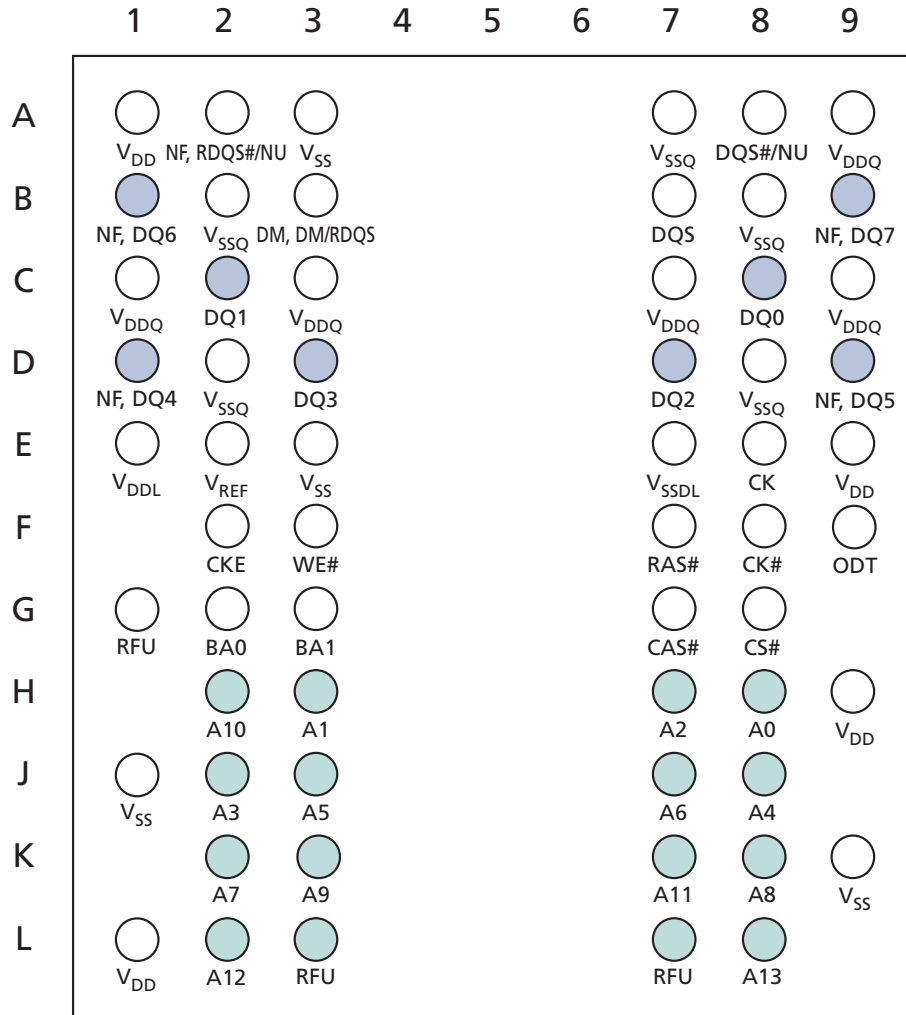 1 2 3 4 5 6 7 8 9
A
VDD NF, RDQS#/NU VSS VSSQ DQS#/NU VDDQ
B
NF, DQ6 VSSQ DM, DM/RDQS DQS VSSQ NF, DQ7
C
VDDQ DQ1 VDDQ VDDQ DQ0 VDDQ
D
NF, DQ4 VSSQ DQ3 DQ2 VSSQ NF, DQ5
E
VDDL VREF VSS VSSDL CK VDD
F
CKE WE# RAS# CK# ODT
G
RFU BA0 BA1 CAS# CS#
H
A10 A1 A2 A0 VDD
J
VSS A3 A5 A6 A4
K
A7 A9 A11 A8 VSS
L
VDD A12 RFU RFU A13